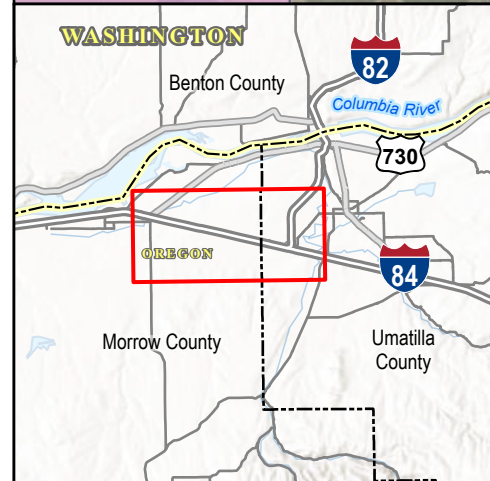 WASHINGTON
82
Benton County
Columbia River
730
OREGON
84
Morrow County
Umatilla
County